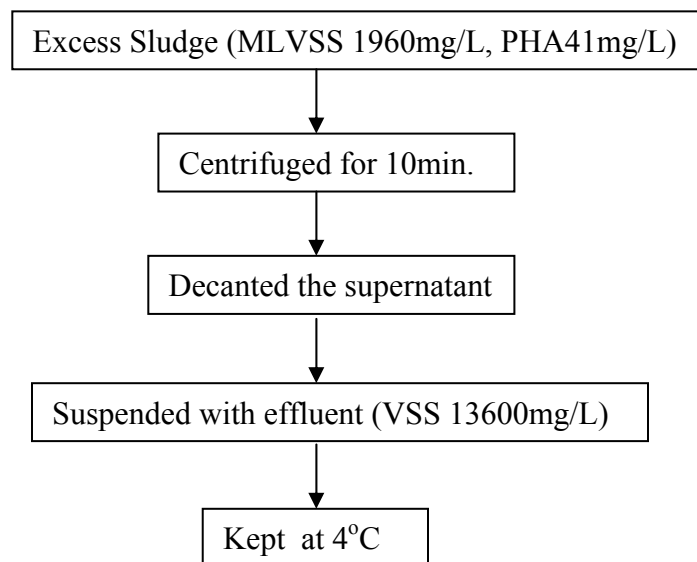 Excess Sludge (MLVSS 1960mg/L, PHA41mg/L)
Centrifuged for 10min.
Decanted the supernatant
Suspended with effluent (VSS 13600mg/L)
Kept at 4°C